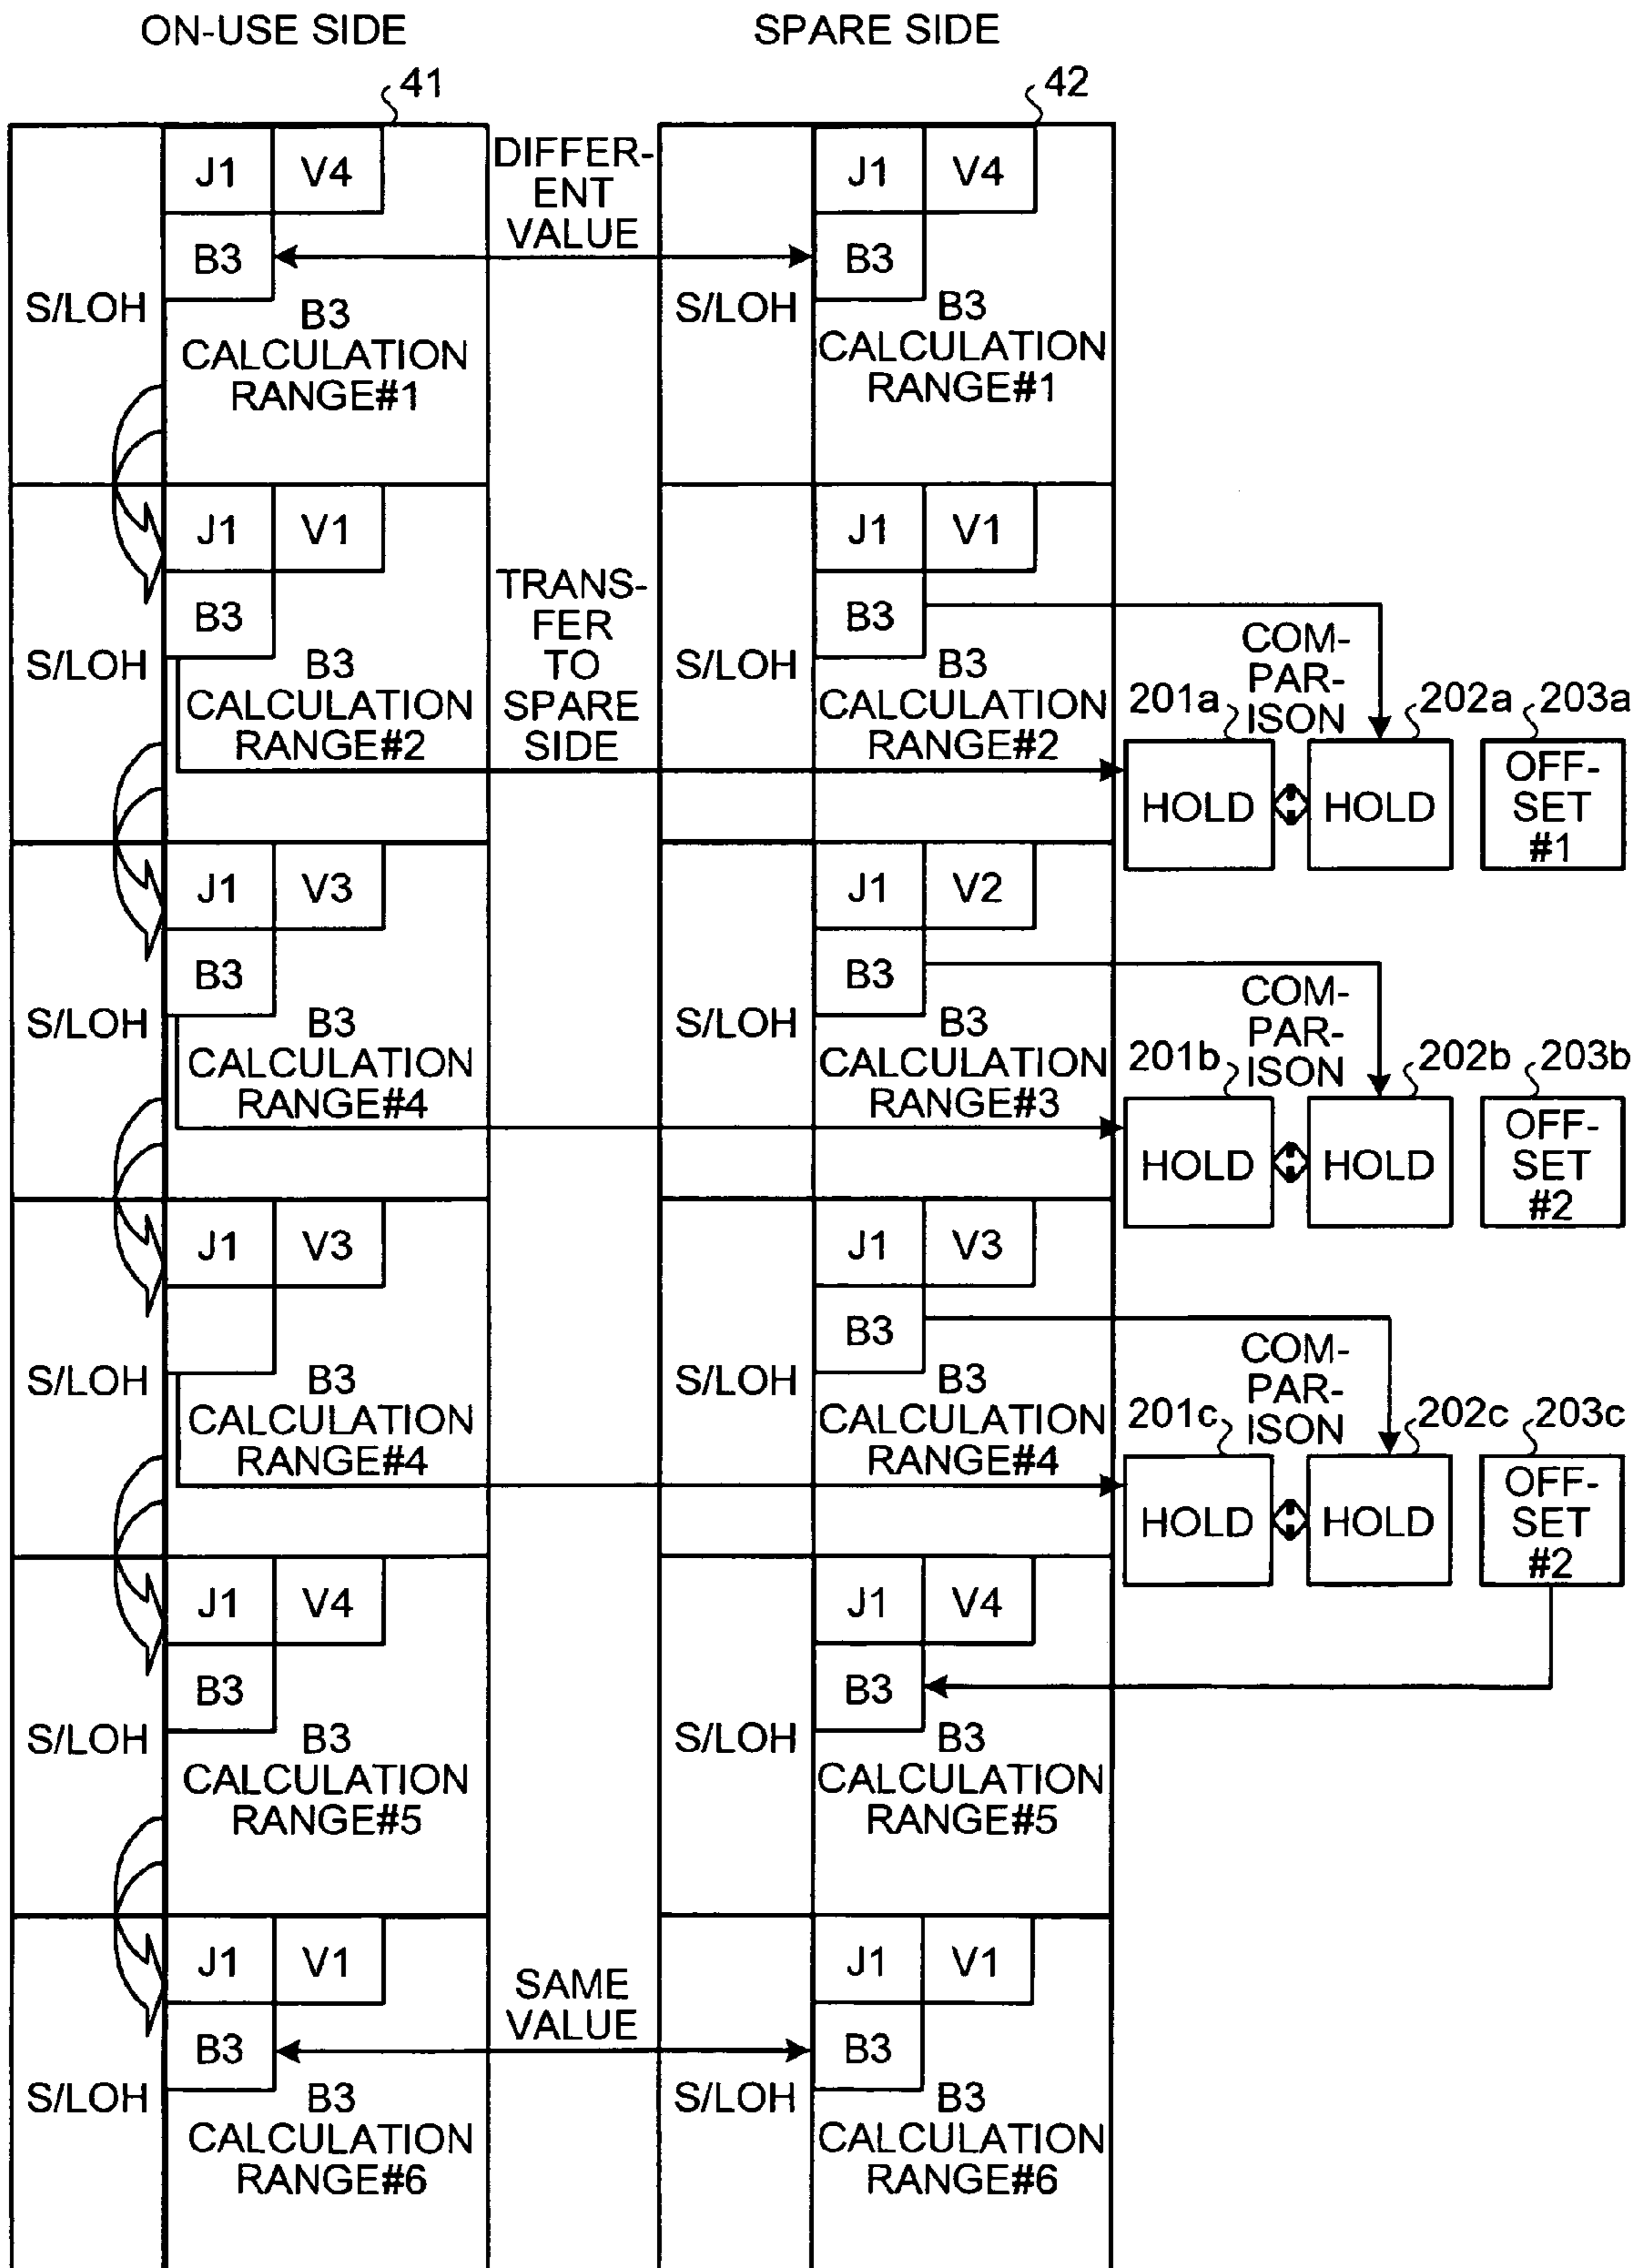 ON-USE SIDE
SPARE SIDE
41
42
J1 V4
B3
S/LOH
B3
CALCULATION
RANGE#1
DIFFER-
ENT
VALUE
J1 V4
B3
S/LOH
B3
CALCULATION
RANGE#1
J1 V1
B3
S/LOH
B3
CALCULATION
RANGE#2
TRANS-
FER
TO
SPARE
SIDE
J1 V1
B3
S/LOH
B3
CALCULATION
RANGE#2
COM-
PAR-
ISON
201a
202a
203a
HOLD
HOLD
OFF-
SET
#1
J1 V3
B3
S/LOH
B3
CALCULATION
RANGE#4
J1 V2
B3
S/LOH
B3
CALCULATION
RANGE#3
COM-
PAR-
ISON
201b
202b
203b
HOLD
HOLD
OFF-
SET
#2
J1 V3
S/LOH
B3
CALCULATION
RANGE#4
J1 V3
B3
S/LOH
B3
CALCULATION
RANGE#4
COM-
PAR-
ISON
201c
202c
203c
HOLD
HOLD
OFF-
SET
#2
J1 V4
B3
S/LOH
B3
CALCULATION
RANGE#5
J1 V4
B3
S/LOH
B3
CALCULATION
RANGE#5
J1 V1
B3
S/LOH
B3
CALCULATION
RANGE#6
SAME
VALUE
J1 V1
B3
S/LOH
B3
CALCULATION
RANGE#6